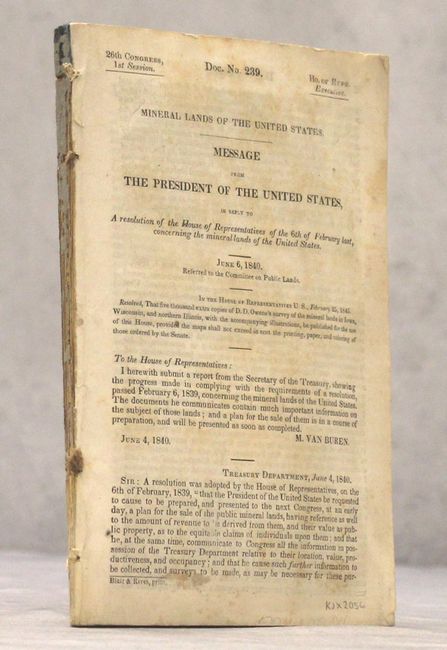 26th Congress,
1st Session.
Doc. No. 239.
Ho. of Reps.
Executive.
MINERAL LANDS OF THE UNITED STATES.
MESSAGE
FROM
THE PRESIDENT OF THE UNITED STATES,
IN REPLY TO
A resolution of the House of Representatives of the 6th of February last,
concerning the mineral lands of the United States.
June 6, 1840.
Referred to the Committee on Public Lands.
In the House of Representatives U. S., February 25, 1845.
Resolved, That five thousand extra copies of D. D. Owen's survey of the mineral lands in Iowa,
Wisconsin, and northern Illinois, with the accompanying illustrations, be published for the use
of this House, provided the maps shall not exceed in cost the printing, paper, and coloring of
those ordered by the Senate.
To the House of Representatives:
I herewith submit a report from the Secretary of the Treasury, showing
the progress made in complying with the requirements of a resolution,
passed February 6, 1839, concerning the mineral lands of the United States.
The documents he communicates contain much important information on
the subject of those lands; and a plan for the sale of them is in a course of
preparation, and will be presented as soon as completed.
June 4, 1840.
M. VAN BUREN.
Treasury Department, June 4, 1840.
Sir: A resolution was adopted by the House of Representatives, on the
6th of February, 1839, "that the President of the United States be requested
to cause to be prepared, and presented to the next Congress, at an early
day, a plan for the sale of the public mineral lands, having reference as well
to the amount of revenue to be derived from them, and their value as pub-
lic property, as to the equitable claims of individuals upon them; and that
he, at the same time, communicate to Congress all the information in pos-
session of the Treasury Department relative to their location, value, pro-
ductiveness, and occupancy; and that he cause such further information to
be collected, and surveys to be made, as may be necessary for these pur-
Blair & Rives, print.
KJX2056